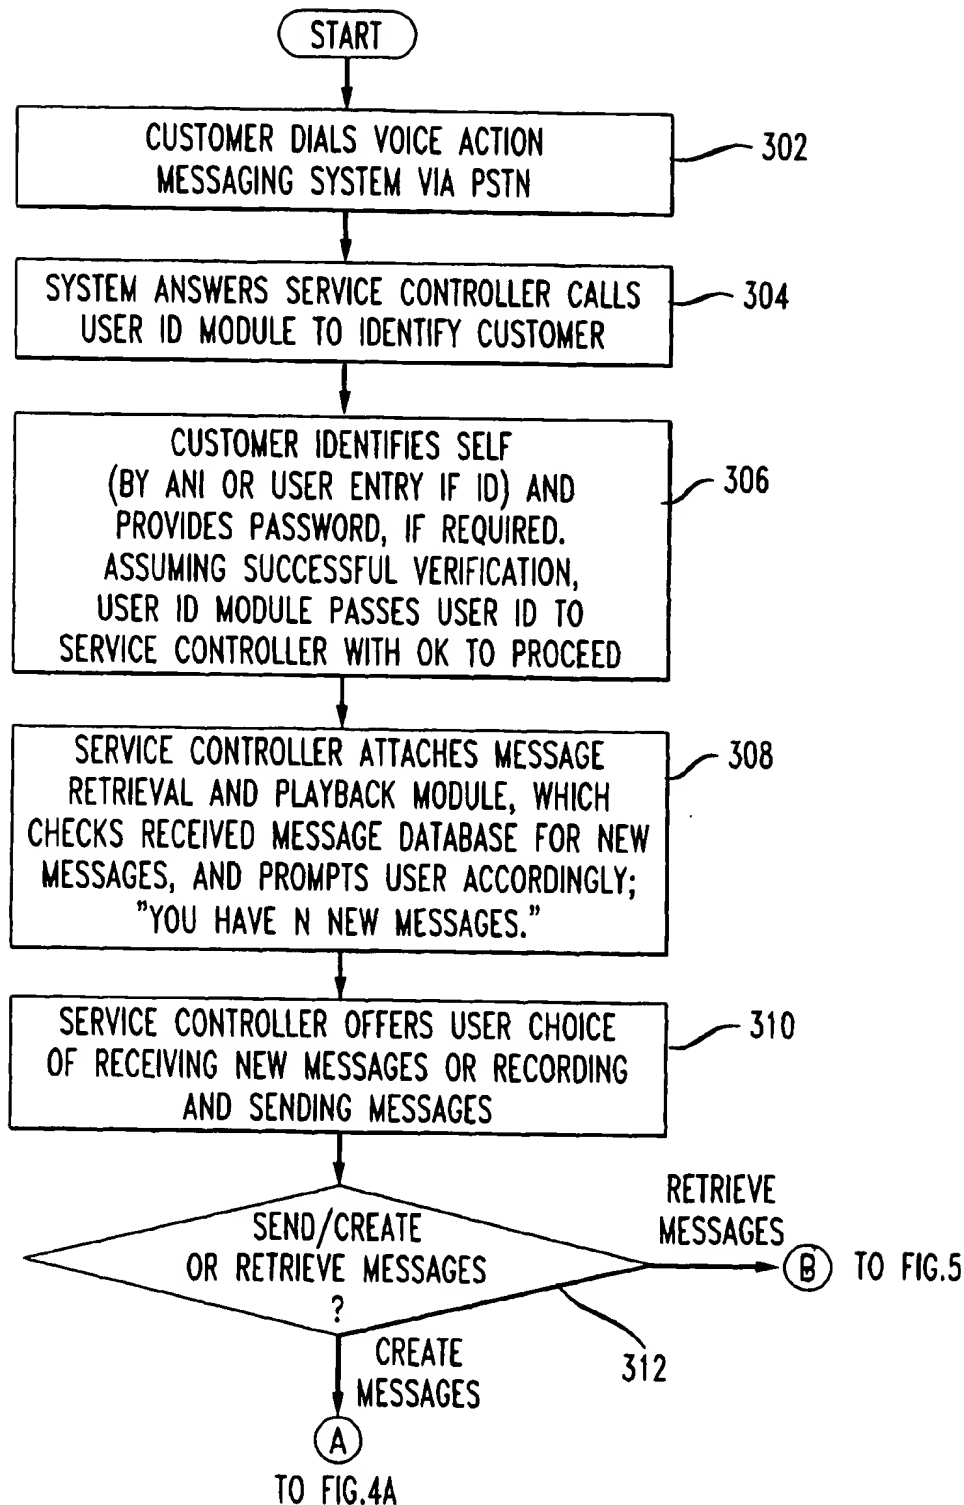 START
CUSTOMER DIALS VOICE ACTION
MESSAGING SYSTEM VIA PSTN
302
SYSTEM ANSWERS SERVICE CONTROLLER CALLS
USER ID MODULE TO IDENTIFY CUSTOMER
304
CUSTOMER IDENTIFIES SELF
(BY ANI OR USER ENTRY IF ID) AND
PROVIDES PASSWORD, IF REQUIRED.
ASSUMING SUCCESSFUL VERIFICATION,
USER ID MODULE PASSES USER ID TO
SERVICE CONTROLLER WITH OK TO PROCEED
306
SERVICE CONTROLLER ATTACHES MESSAGE
RETRIEVAL AND PLAYBACK MODULE, WHICH
CHECKS RECEIVED MESSAGE DATABASE FOR NEW
MESSAGES, AND PROMPTS USER ACCORDINGLY;
"YOU HAVE N NEW MESSAGES."
308
SERVICE CONTROLLER OFFERS USER CHOICE
OF RECEIVING NEW MESSAGES OR RECORDING
AND SENDING MESSAGES
310
SEND/CREATE
OR RETRIEVE MESSAGES
?
312
RETRIEVE
MESSAGES
B
TO FIG.5
CREATE
MESSAGES
A
TO FIG.4A